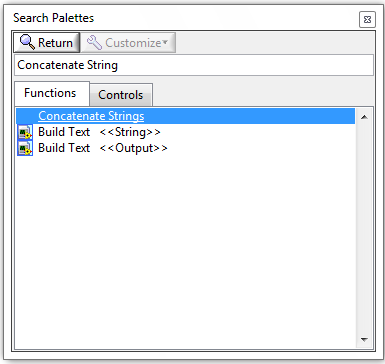 Search Palettes
Return Customize
Concatenate String
Functions Controls
Concatenate Strings
Build Text <<String>>
Build Text <<Output>>